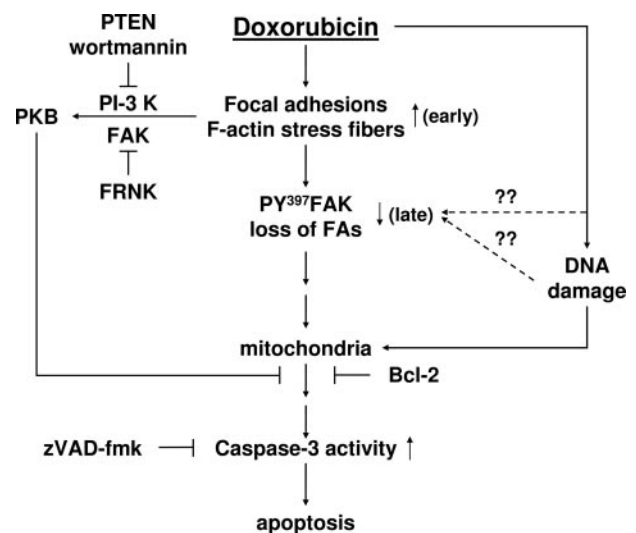 PTEN
wortmannin
Doxorubicin
PI-3 K
PKB
FAK
FRNK
Focal adhesions
F-actin stress fibers
(early)
PY³⁹⁷FAK
loss of FAs
(late)
??
??
DNA
damage
mitochondria
Bcl-2
zVAD-fmk
Caspase-3 activity
apoptosis